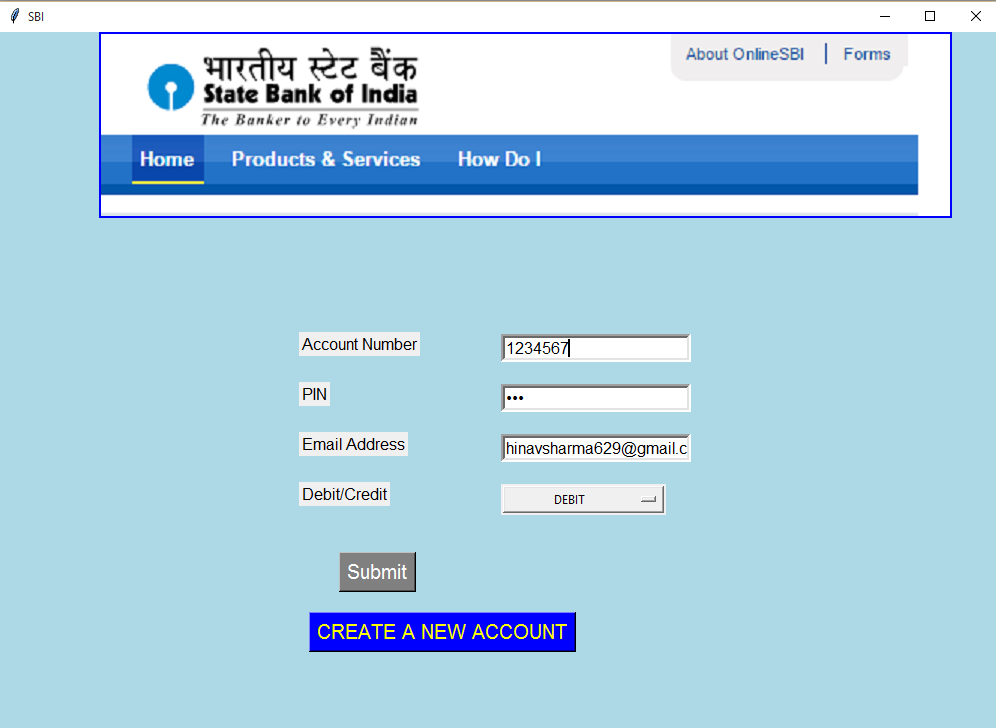 SBI
भारतीय स्टेट बैंक
State Bank of India
The Banker to Every Indian
About OnlineSBI | Forms
Home Products & Services How Do I
Account Number 1234567
PIN •••
Email Address hinavsharma629@gmail.c
Debit/Credit DEBIT
Submit
CREATE A NEW ACCOUNT